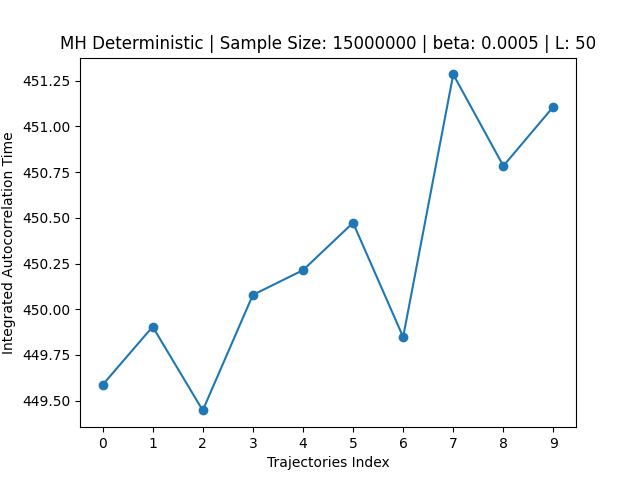 MH Deterministic | Sample Size: 15000000 | beta: 0.0005 | L: 50
451.25
451.00
450.75
450.50
450.25
450.00
449.75
449.50
Integrated Autocorrelation Time
0 1 2 3 4 5 6 7 8 9
Trajectories Index